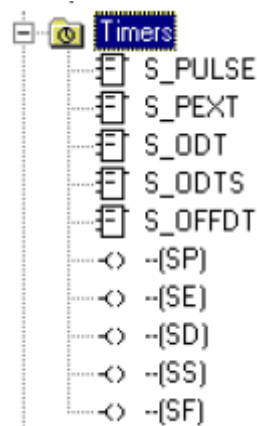 Timers
S_PULSE
S_PEXT
S_ODT
S_ODTS
S_OFFDT
--(SP)
--(SE)
--(SD)
--(SS)
--(SF)